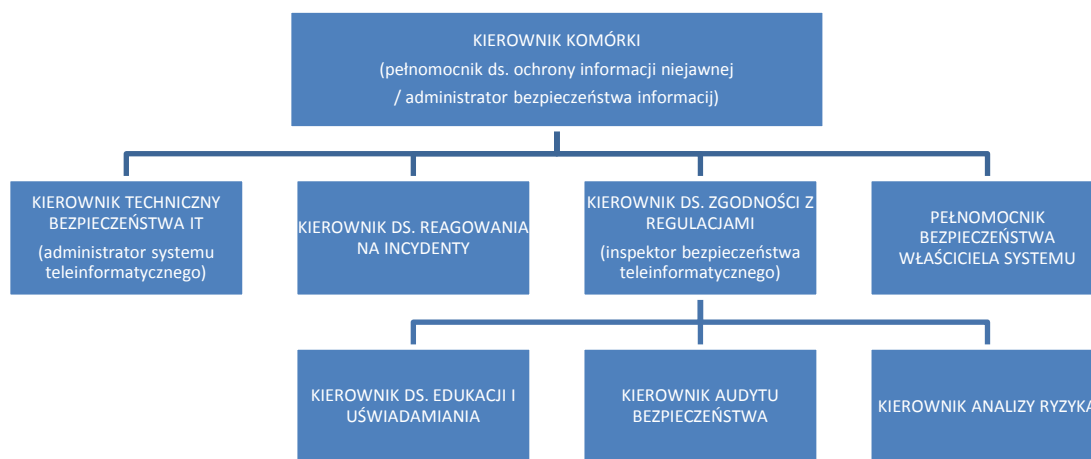 KIEROWNIK KOMÓRKI
(pełnomocnik ds. ochrony informacji niejawnej
/ administrator bezpieczeństwa informacij)
KIEROWNIK TECHNICZNY
BEZPIECZEŃSTWA IT
(administrator systemu
teleinformatycznego)
KIEROWNIK DS. REAGOWANIA
NA INCYDENTY
KIEROWNIK DS. ZGODNOŚCI Z
REGULACJAMI
(inspektor bezpieczeństwa
teleinformatycznego)
PEŁNOMOCNIK
BEZPIECZEŃSTWA
WŁAŚCICIELA SYSTEMU
KIEROWNIK DS. EDUKACJI I
UŚWIADAMIANIA
KIEROWNIK AUDYTU
BEZPIECZEŃSTWA
KIEROWNIK ANALIZY RYZYKA